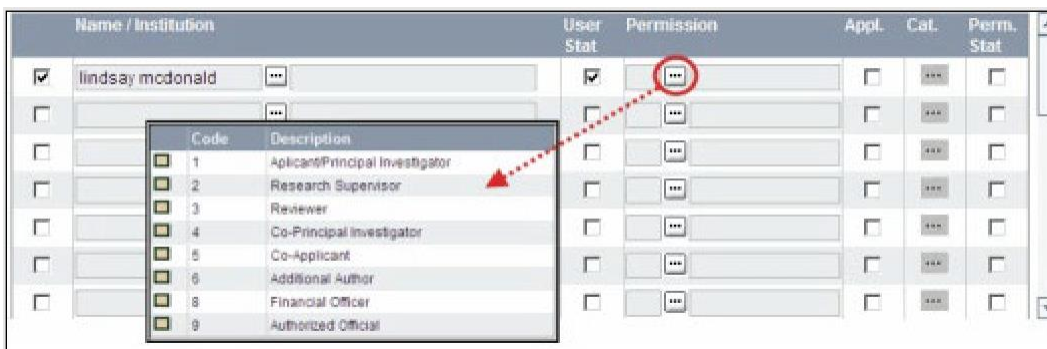 Name / Institution User Stat Permission Appl. Cat. Perm. Stat
lindsay mcdonald
Code Description
1 Aplicant/Principal Investigator
2 Research Supervisor
3 Reviewer
4 Co-Principal Investigator
5 Co-Applicant
6 Additional Author
8 Financial Officer
9 Authorized Official